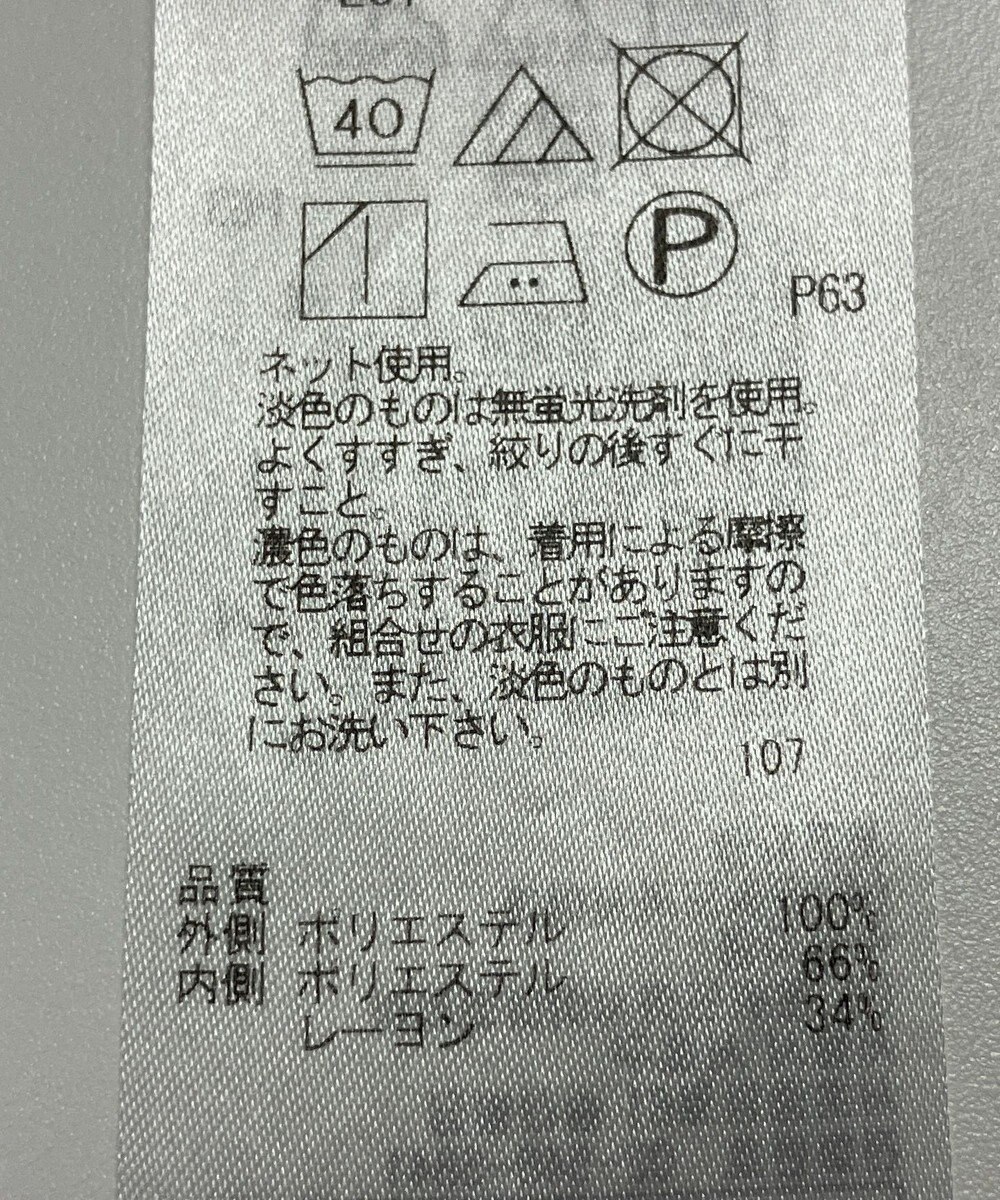 40
P
P63
ネット使用。
淡色のものは無蛍光洗剤を使用。
よくすすぎ、絞りの後すぐに干
すこと。
濃色のものは、着用による摩擦
で色落ちすることがありますの
で、組合せの衣服にご注意くだ
さい。また、淡色のものとは別
にお洗い下さい。
107
品質
外側 ポリエステル 100%
内側 ポリエステル 66%
レーヨン 34%